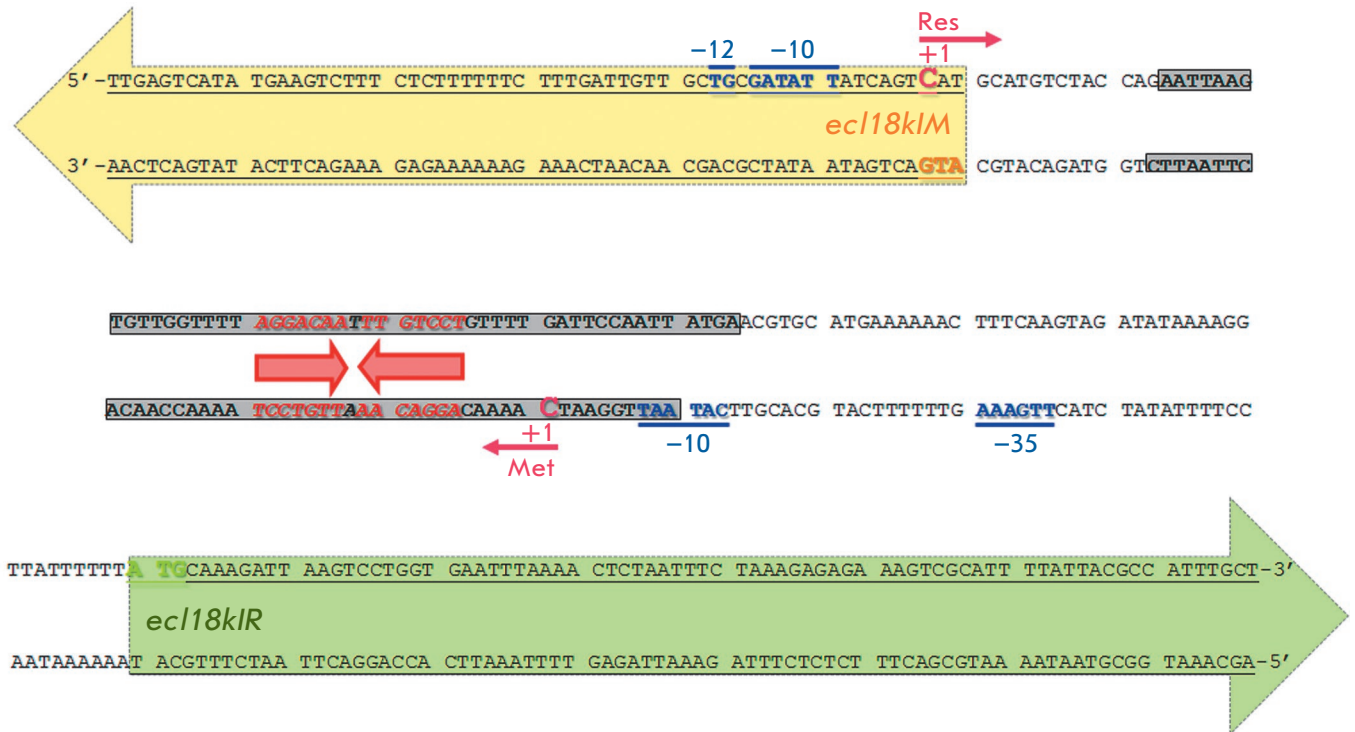 Res
−12 −10 +1
5′-TTGAGTCATA TGAAGTCTTT CTCTTTTTTC TTTGATTGTT GCTGCGATAT TATCAGTCAT GCATGTCTAC CAGAATTAAG
ecl18kIM
3′-AACTCAGTAT ACTTCAGAAA GAGAAAAAAG AAACTAACAA CGACGCTATA ATAGTCAGTA CGTACAGATG GTCTTAATTC
TGTTGGTTTT AGGACAATTT GTCCTGTTTT GATTCCAATT ATGAACGTGC ATGAAAAAAC TTTCAAGTAG ATATAAAAGG
ACAACCAAAA TCCTGTTAAA CAGGACAAAA CTAAGGTTAA TACTTGCACG TACTTTTTTG AAAGTTCATC TATATTTTCC
+1 −10 −35
Met
TTATTTTTTA TGCAAAGATT AAGTCCTGGT GAATTTAAAA CTCTAATTTC TAAAGAGAGA AAGTCGCATT TTATTACGCC ATTTGCT-3′
ecl18kIR
AATAAAAAAT ACGTTTCTAA TTCAGGACCA CTTAAATTTT GAGATTAAAG ATTTCTCTCT TTCAGCGTAA AATAATGCGG TAAACGA-5′